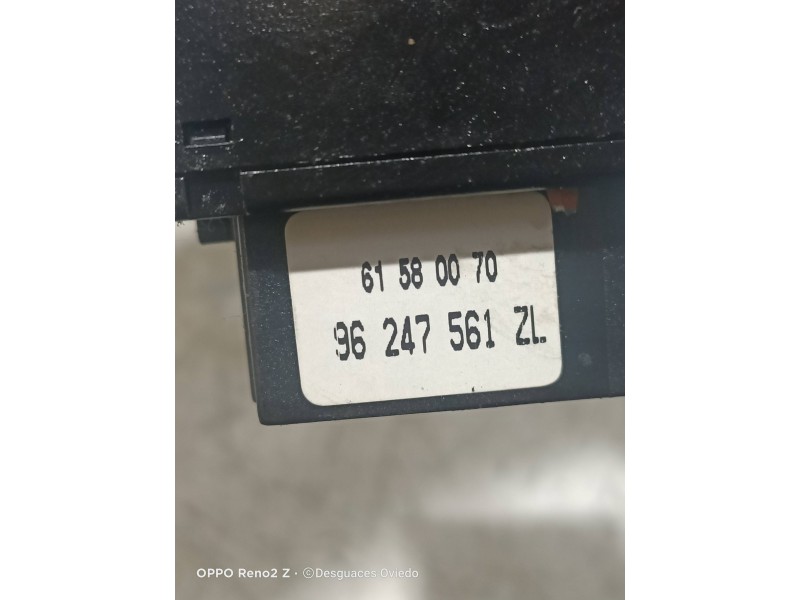 61 58 00 70
96 247 561 ZL
OPPO Reno2 Z · ©Desguaces Oviedo